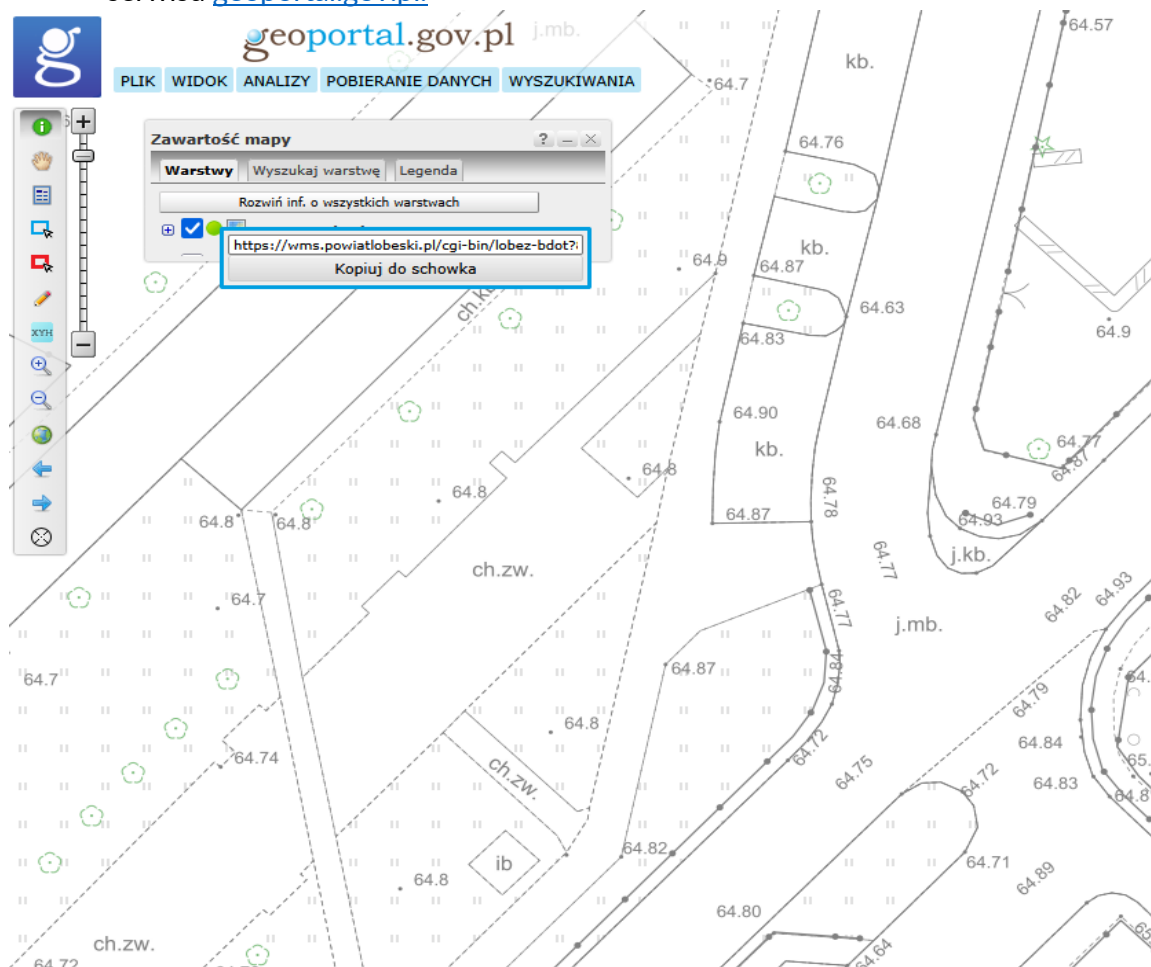 geoportal.gov.pl
j.mb.
64.57
kb.
PLIK WIDOK ANALIZY POBIERANIE DANYCH WYSZUKIWANIA
64.7
Zawartość mapy ? – ×
64.76
Warstwy Wyszukaj warstwę Legenda
Rozwiń inf. o wszystkich warstwach
https://wms.powiatlobeski.pl/cgi-bin/lobez-bdot?
Kopiuj do schowka
kb.
64.9
64.87
64.63
XYH
64.83
64.9
64.90
64.68
kb.
64.77
64.87
64.8
64.8
64.78
64.79
64.87
64.93
64.8
64.8
64.77
j.kb.
ch.zw.
64.7
64.77
64.82
64.93
j.mb.
64.87
64.7
64.84
64.79
64.8
64.74
64.72
64.84
ch.zw.
64.75
64.72
64.83
64.82
ib
64.71
64.8
64.89
64.80
ch.zw.
64.64
64.72